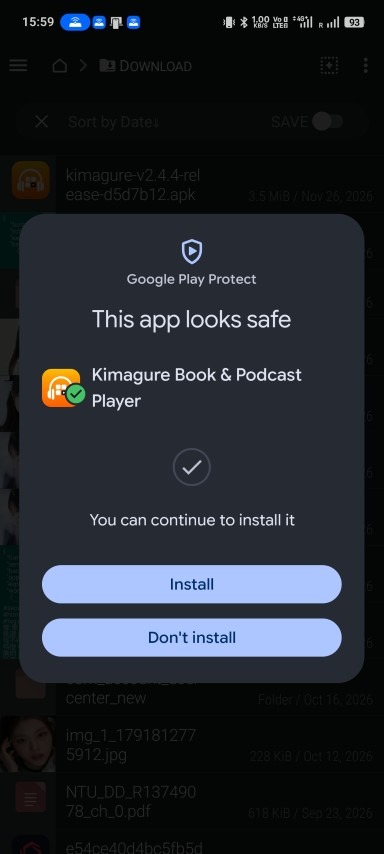 15:59
1.00 KB/S
Vo LTE
4G+
R
93
DOWNLOAD
Sort by Date↓
SAVE
kimagure-v2.4.4-rel
ease-d5d7b12.apk
3.5 MiB / Nov 26, 2026
Google Play Protect
This app looks safe
Kimagure Book & Podcast
Player
You can continue to install it
Install
Don't install
center_new
Folder / Oct 16, 2026
img_1_179181277
5912.jpg
228 KiB / Oct 12, 2026
NTU_DD_R137490
78_ch_0.pdf
618 KiB / Sep 23, 2026
e54ce40d4bc5fb5d